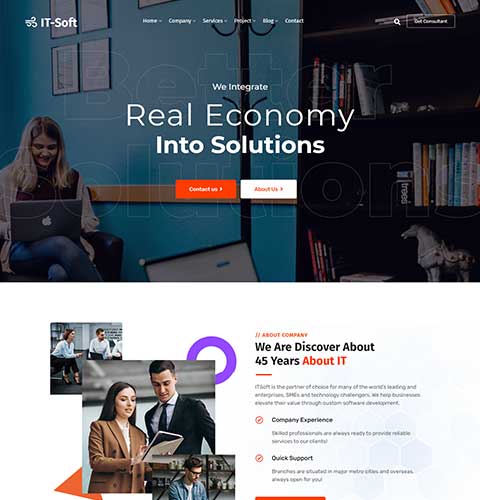 IT-Soft
Home Company Services Project Blog Contact
Get Consultant
Better
Solutions
We Integrate
Real Economy
Into Solutions
Contact us
About Us
trees
// ABOUT COMPANY
We Are Discover About
45 Years About IT
ITSoft is the partner of choice for many of the world's leading and
enterprises, SMEs and technology challengers. We help businesses
elevate their value through custom software development.
Company Experience
Skilled professionals are always ready to provide reliable
services to our clients!
Quick Support
Branches are situated in major metro cities and overseas,
always open for you!